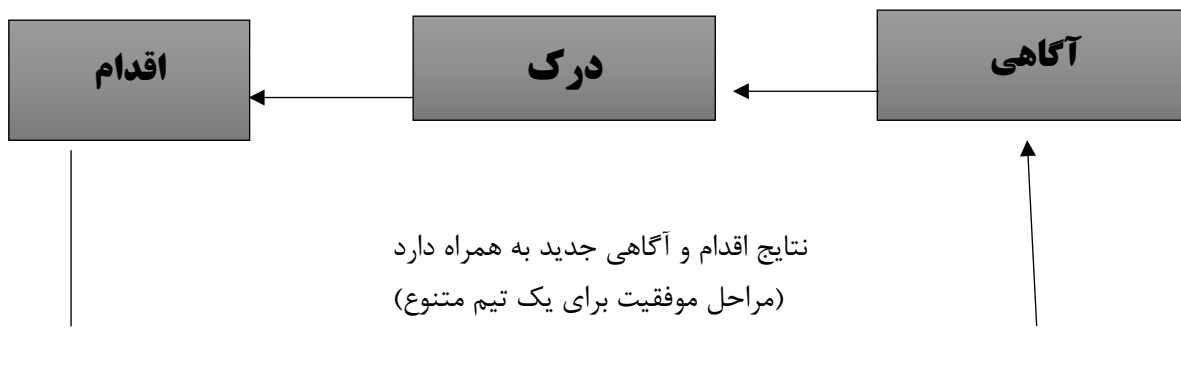 آگاهی
درک
اقدام
نتایج اقدام و آگاهی جدید به همراه دارد
(مراحل موفقیت برای یک تیم متنوع)